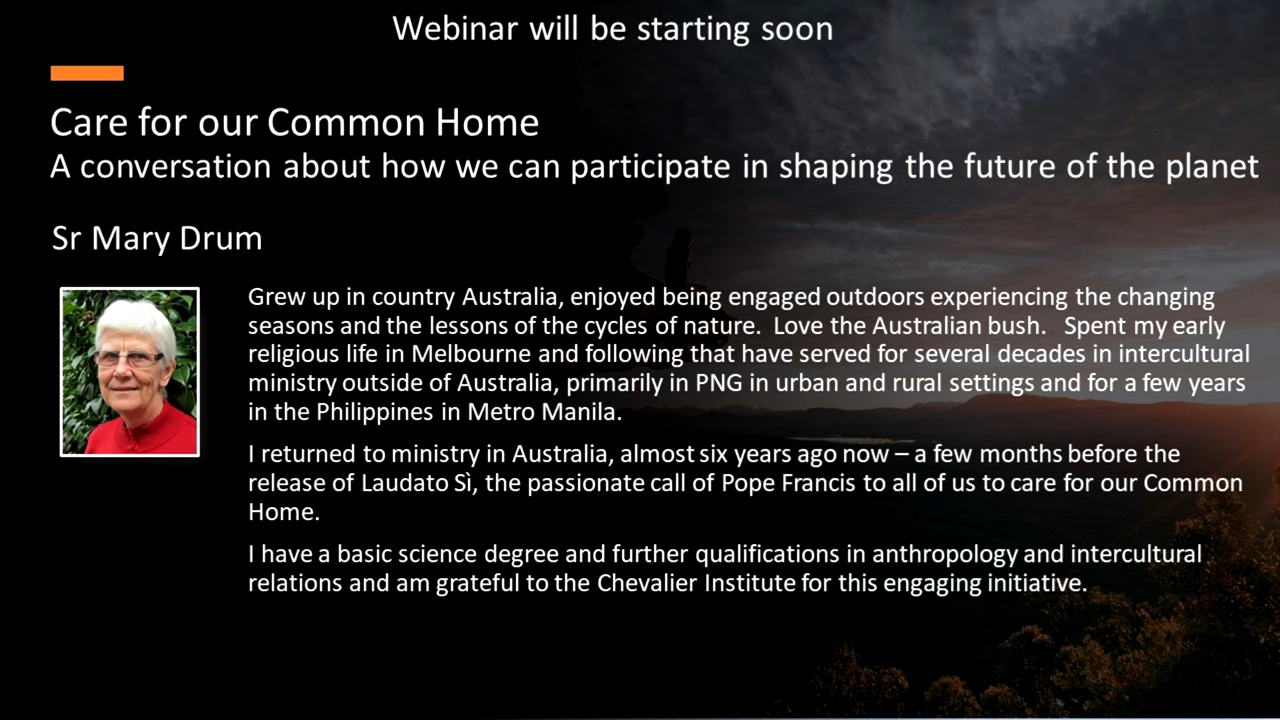 Webinar will be starting soon
Care for our Common Home
A conversation about how we can participate in shaping the future of the planet
Sr Mary Drum
Grew up in country Australia, enjoyed being engaged outdoors experiencing the changing
seasons and the lessons of the cycles of nature.  Love the Australian bush.   Spent my early
religious life in Melbourne and following that have served for several decades in intercultural
ministry outside of Australia, primarily in PNG in urban and rural settings and for a few years
in the Philippines in Metro Manila.
I returned to ministry in Australia, almost six years ago now – a few months before the
release of Laudato Sì, the passionate call of Pope Francis to all of us to care for our Common
Home.
I have a basic science degree and further qualifications in anthropology and intercultural
relations and am grateful to the Chevalier Institute for this engaging initiative.